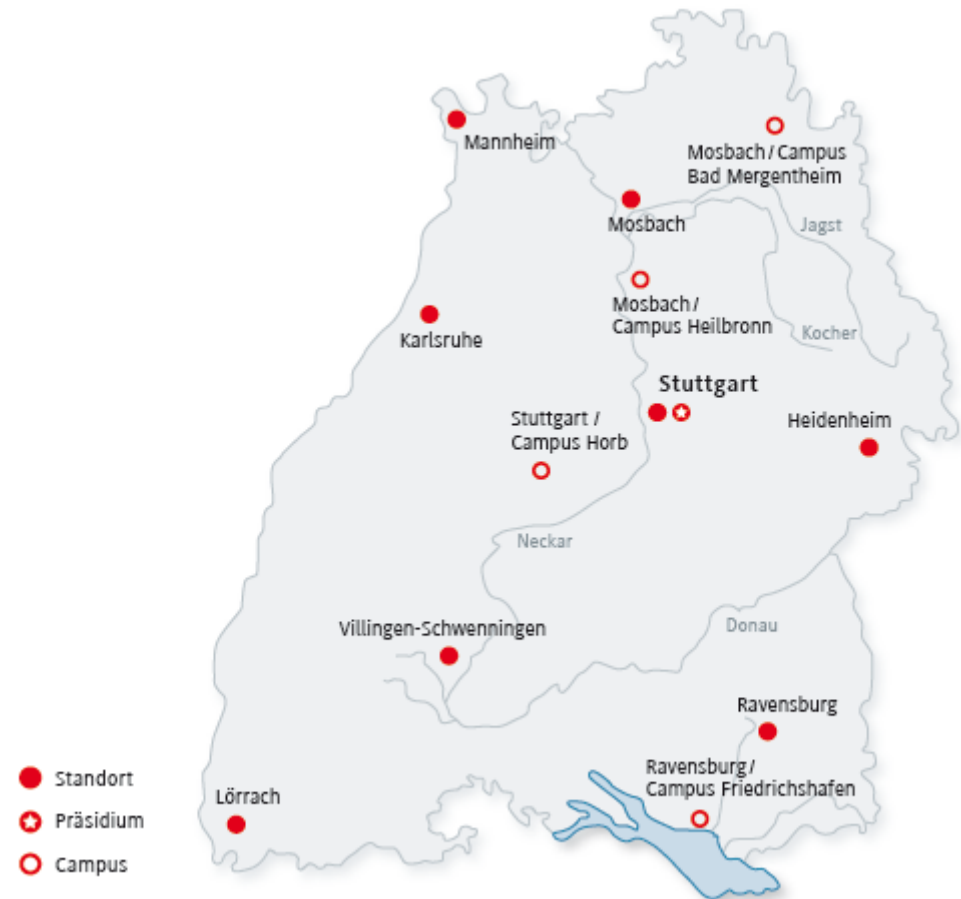 Mannheim
Mosbach / Campus
Bad Mergentheim
Mosbach
Jagst
Mosbach /
Campus Heilbronn
Karlsruhe
Kocher
Stuttgart
Stuttgart /
Campus Horb
Heidenheim
Neckar
Villingen-Schwenningen
Donau
Ravensburg
Ravensburg /
Campus Friedrichshafen
Lörrach
Standort
Präsidium
Campus